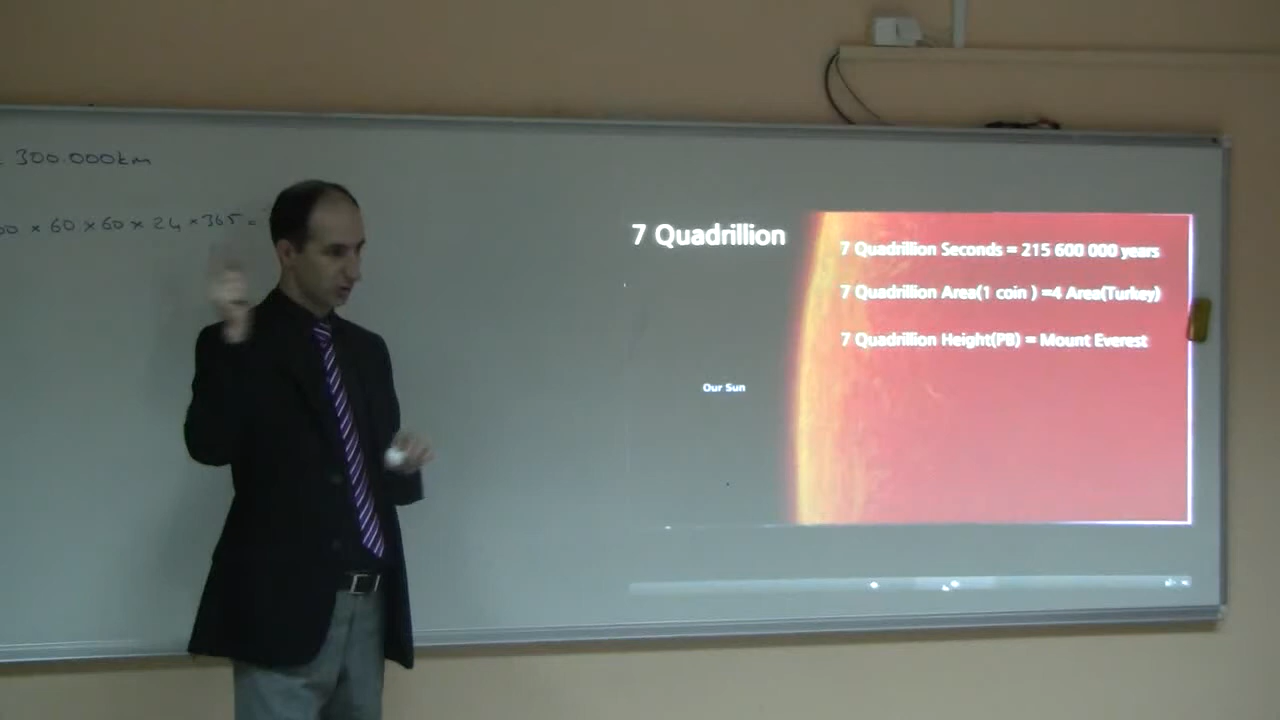 300.000km
× 60 × 60 × 24 × 365 =
7 Quadrillion
7 Quadrillion Seconds = 215 600 000 years
7 Quadrillion Area(1 coin ) =4 Area(Turkey)
7 Quadrillion Height(PB) = Mount Everest
Our Sun